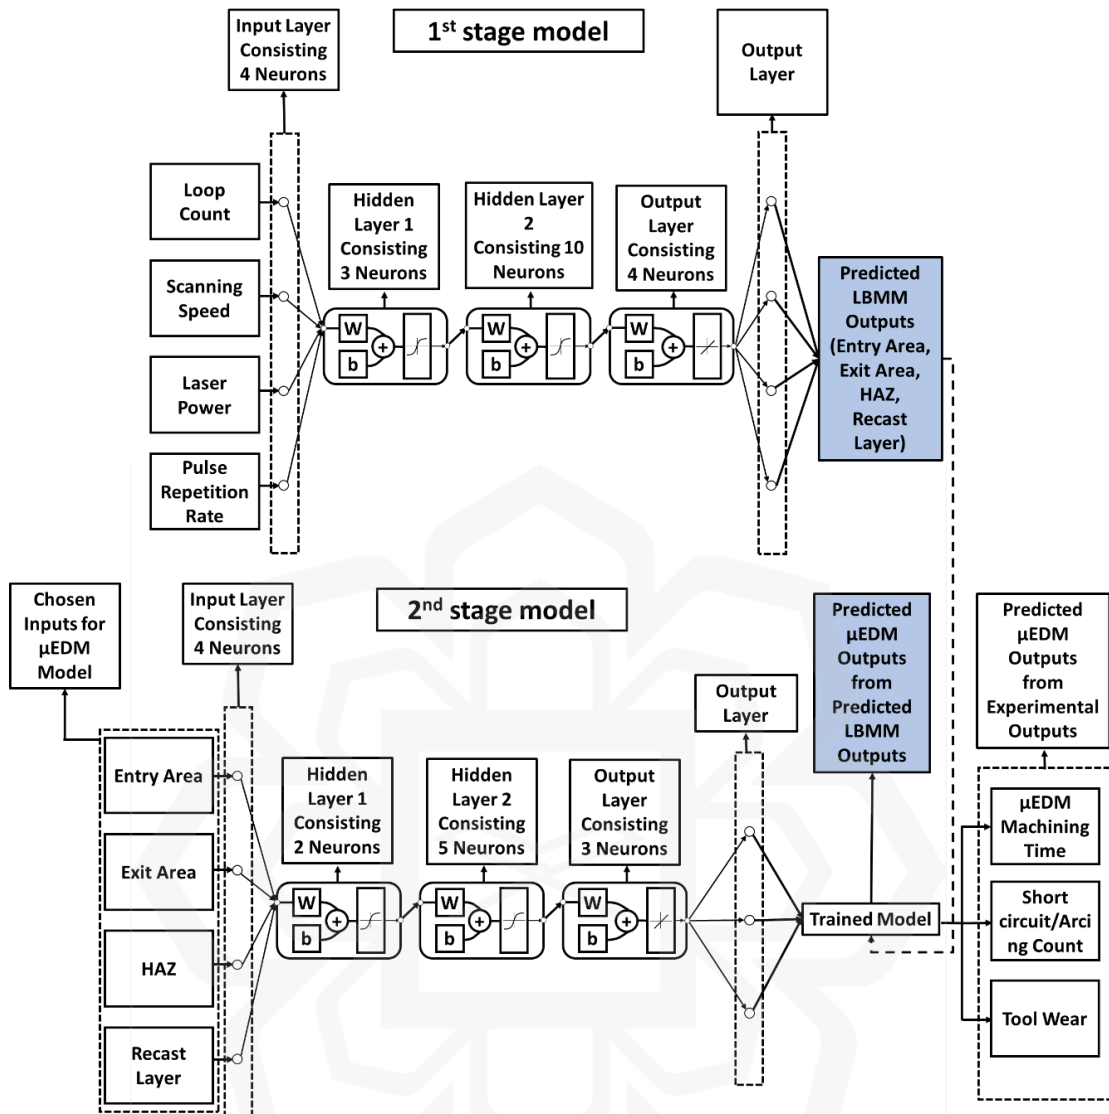 Input Layer
Consisting
4 Neurons
1st stage model
Output
Layer
Loop
Count
Scanning
Speed
Laser
Power
Pulse
Repetition
Rate
Hidden
Layer 1
Consisting
3 Neurons
Hidden Layer
2
Consisting 10
Neurons
Output
Layer
Consisting
4 Neurons
W
b
+
W
b
+
W
b
+
Predicted
LBMM
Outputs
(Entry Area,
Exit Area,
HAZ,
Recast
Layer)
Chosen
Inputs for
μEDM
Model
Input Layer
Consisting
4 Neurons
2nd stage model
Entry Area
Exit Area
HAZ
Recast
Layer
Hidden
Layer 1
Consisting
2 Neurons
Hidden
Layer 2
Consisting
5 Neurons
Output
Layer
Consisting
3 Neurons
W
b
+
W
b
+
W
b
+
Output
Layer
Predicted
μEDM
Outputs
from
Predicted
LBMM
Outputs
Trained Model
Predicted
μEDM
Outputs
from
Experimental
Outputs
μEDM
Machining
Time
Short
circuit/Arci
ng Count
Tool Wear